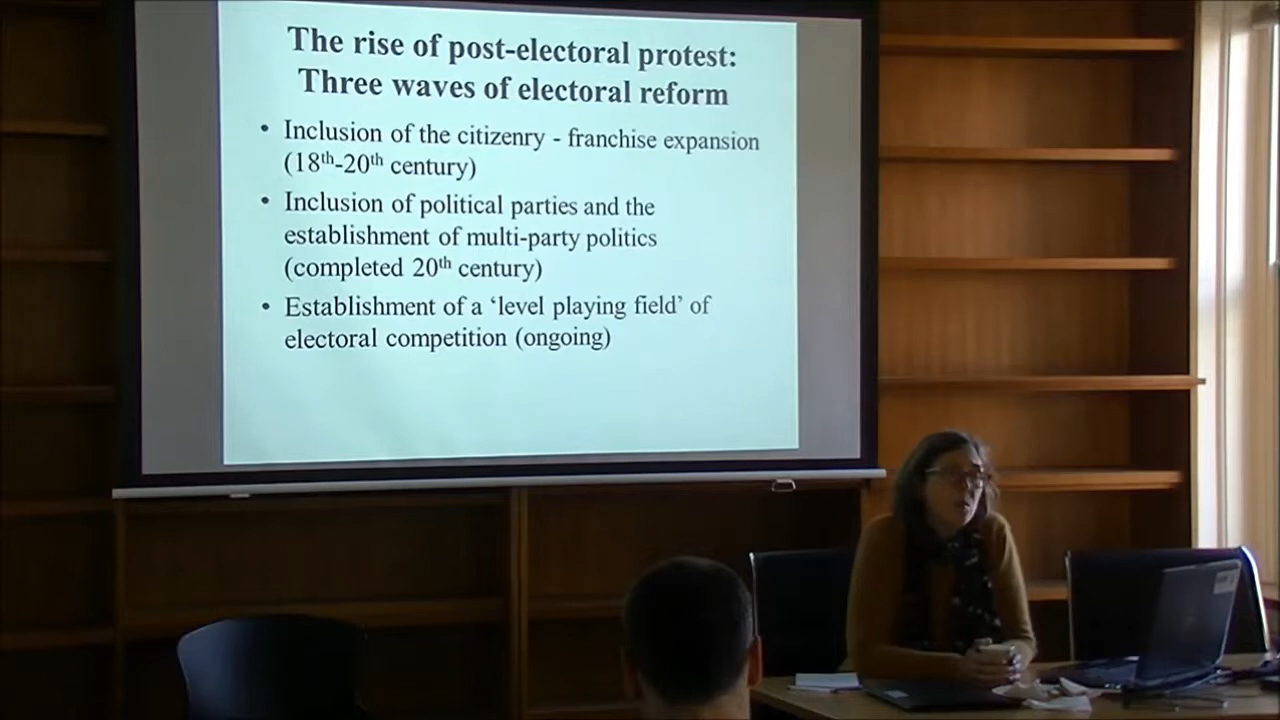 The rise of post-electoral protest:
Three waves of electoral reform
• Inclusion of the citizenry - franchise expansion
(18th-20th century)
• Inclusion of political parties and the
establishment of multi-party politics
(completed 20th century)
• Establishment of a ‘level playing field’ of
electoral competition (ongoing)